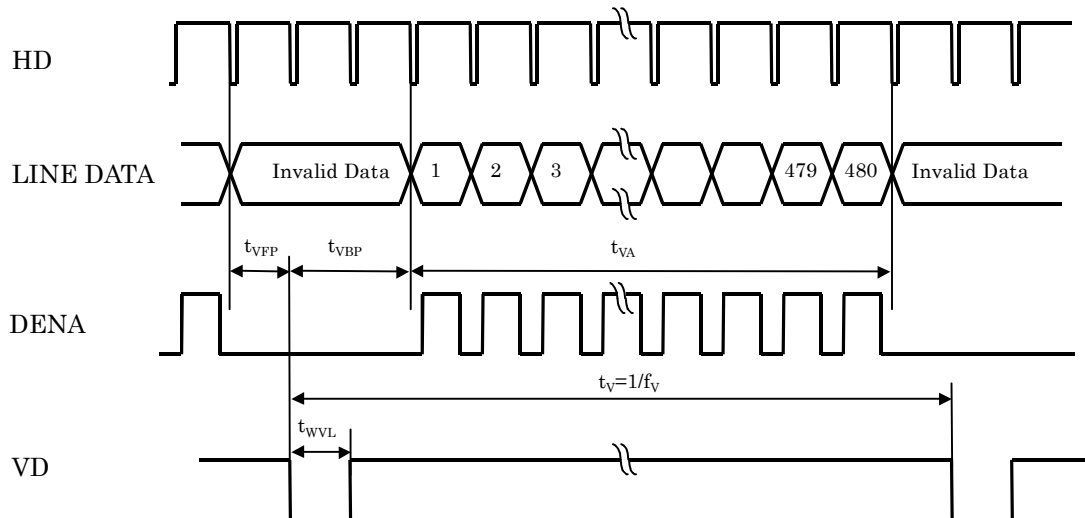 HD
LINE DATA
Invalid Data
1
2
3
479
480
Invalid Data
tVFP
tVBP
tVA
DENA
tV=1/fV
tWVL
VD